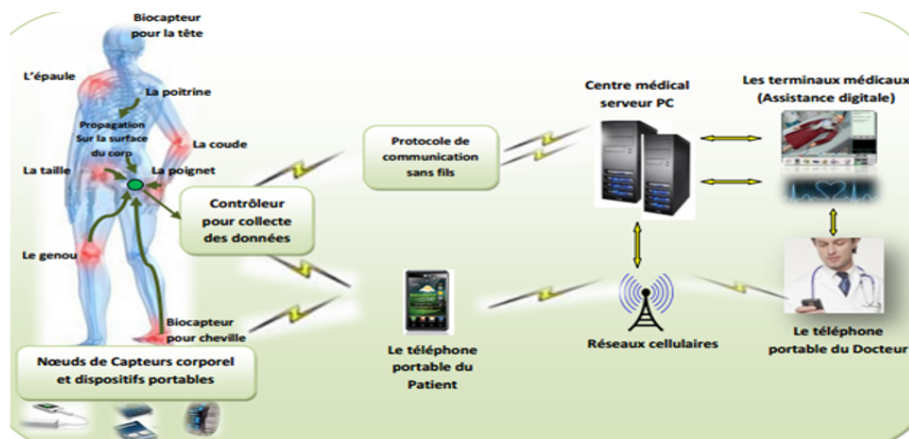 Biocapteur
pour la tête
L'épaule
La poitrine
Propagation
Sur la surface
du corp
La coude
La taille
La poignet
Contrôleur
pour collecte
des données
Le genou
Biocapteur
pour cheville
Nœuds de Capteurs corporel
et dispositifs portables
Protocole de
communication
sans fils
Le téléphone
portable du
Patient
Centre médical
serveur PC
Réseaux cellulaires
Les terminaux médicaux
(Assistance digitale)
Le téléphone
portable du Docteur